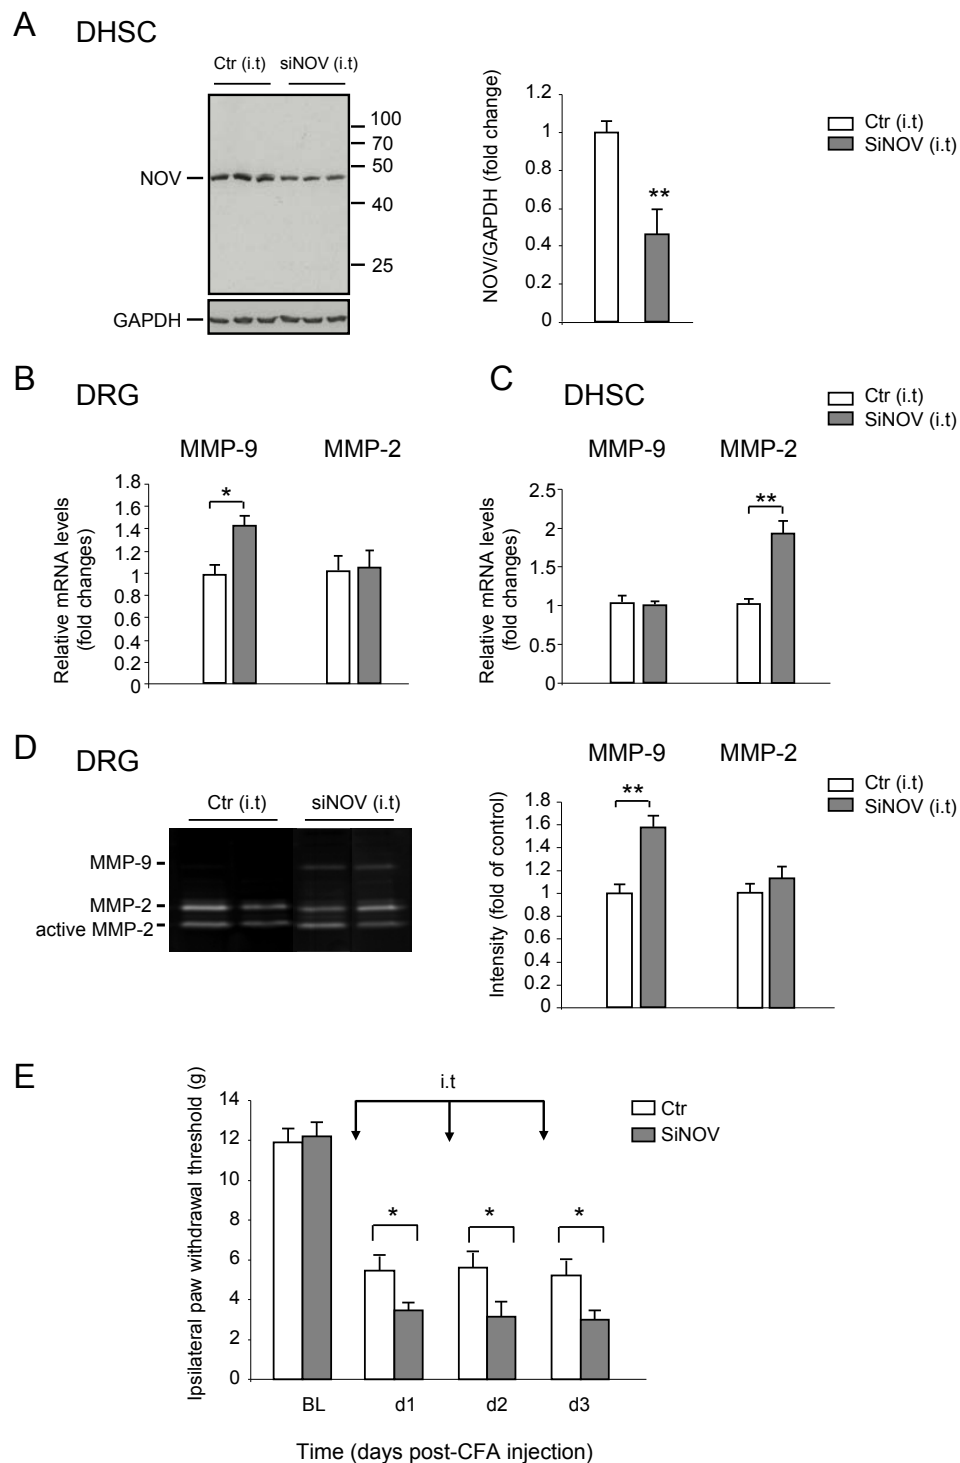 A DHSC
Ctr (i.t) siNOV (i.t)
100
70
50
NOV
40
25
GAPDH
NOV/GAPDH (fold change)
1.2
1
0.8
0.6
0.4
0.2
0
**
Ctr (i.t)
SiNOV (i.t)
B DRG
MMP-9 MMP-2
Relative mRNA levels
(fold changes)
1.8
1.6
1.4
1.2
1
0.8
0.6
0.4
0.2
0
*
C DHSC
Ctr (i.t)
SiNOV (i.t)
MMP-9 MMP-2
Relative mRNA levels
(fold changes)
2.5
2
1.5
1
0.5
0
**
D DRG
Ctr (i.t) siNOV (i.t)
MMP-9
MMP-2
active MMP-2
MMP-9 MMP-2
Ctr (i.t)
SiNOV (i.t)
Intensity (fold of control)
1.8
1.6
1.4
1.2
1
0.8
0.6
0.4
0.2
0
**
E
Ipsilateral paw withdrawal threshold (g)
14
12
10
8
6
4
2
0
i.t
Ctr
SiNOV
* * *
BL d1 d2 d3
Time (days post-CFA injection)